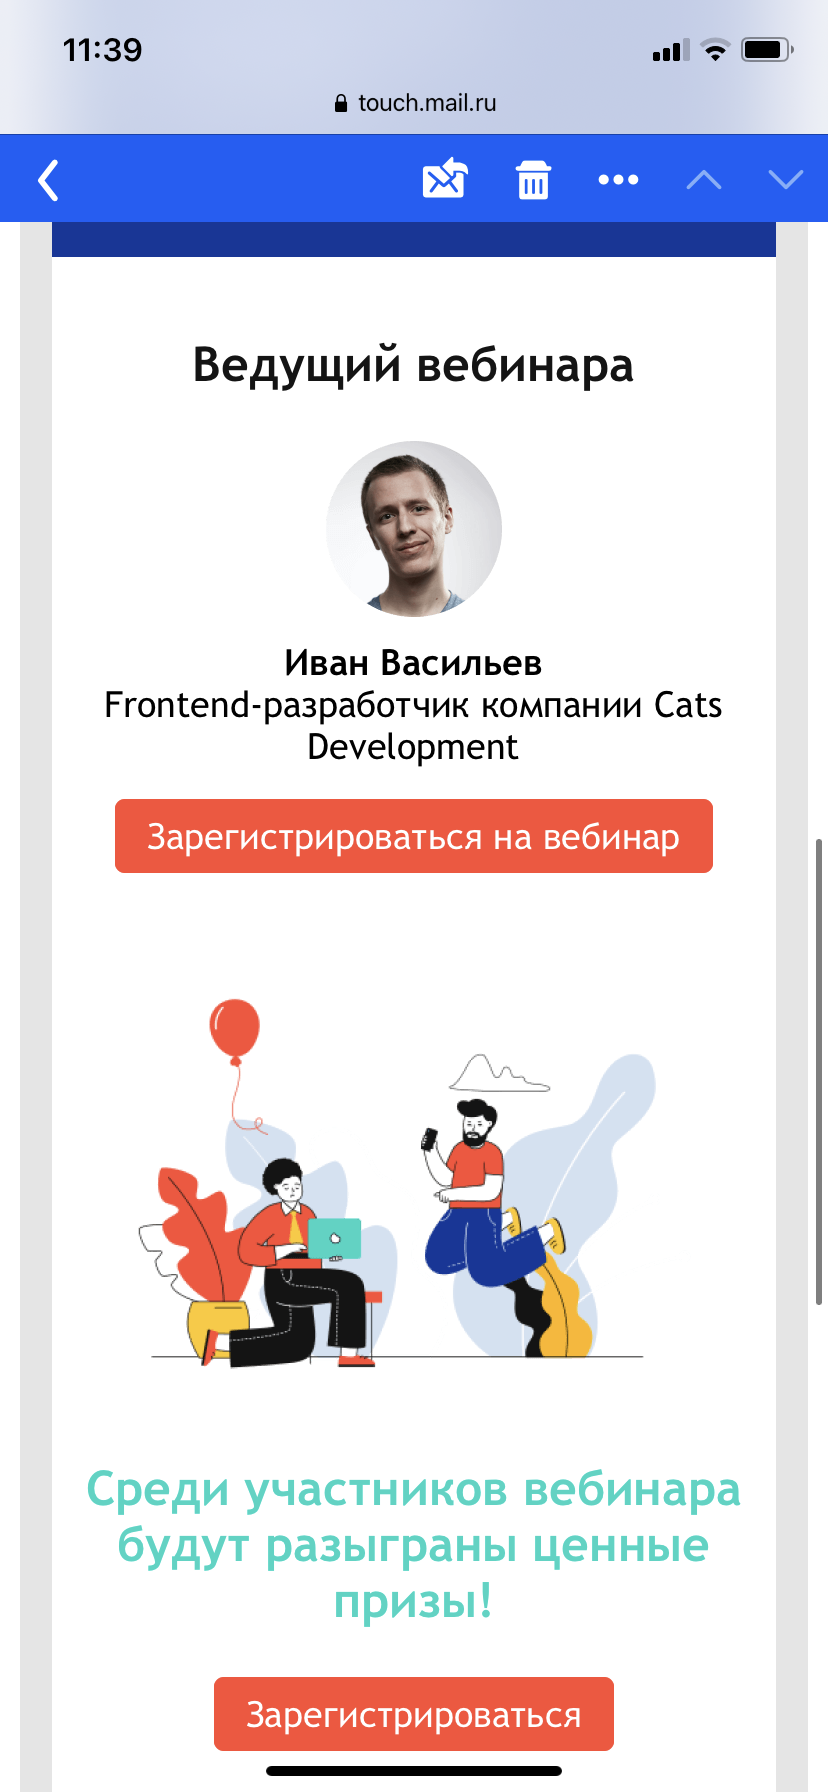 11:39
touch.mail.ru
Ведущий вебинара
Иван Васильев
Frontend-разработчик компании Cats
Development
Зарегистрироваться на вебинар
Среди участников вебинара
будут разыграны ценные
призы!
Зарегистрироваться